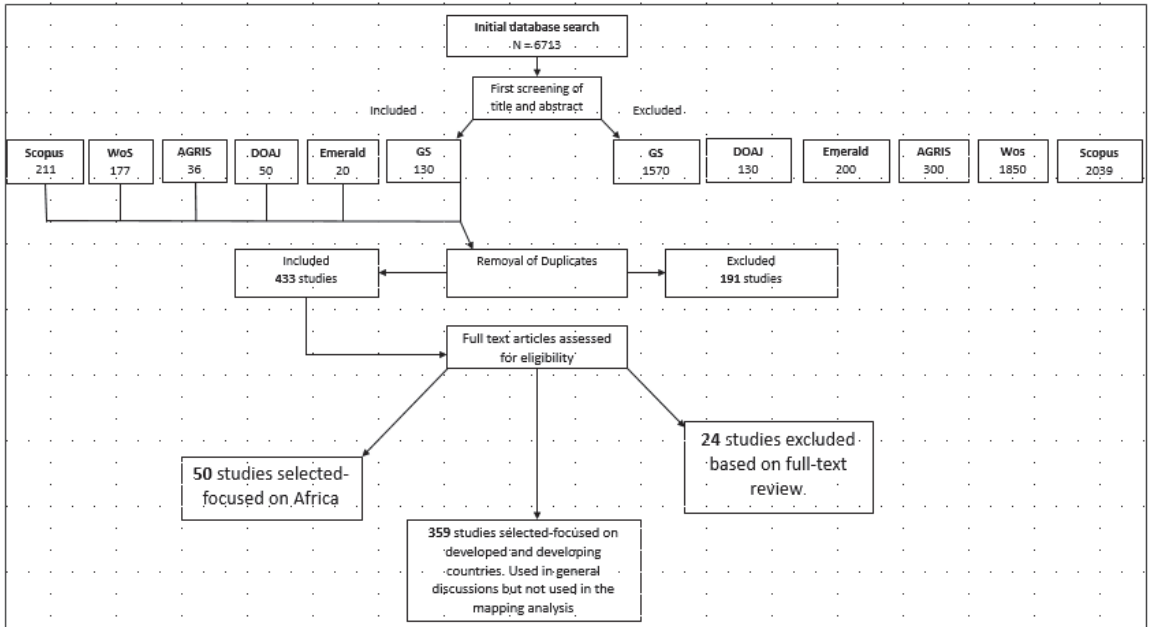 Initial database search
N = 6713
First screening of
title and abstract
Included
Excluded
Scopus
211
WoS
177
AGRIS
36
DOAJ
50
Emerald
20
GS
130
GS
1570
DOAJ
130
Emerald
200
AGRIS
300
Wos
1850
Scopus
2039
Included
433 studies
Removal of Duplicates
Excluded
191 studies
Full text articles assessed
for eligibility
50 studies selected-
focused on Africa
24 studies excluded
based on full-text
review.
359 studies selected-focused on
developed and developing
countries. Used in general
discussions but not used in the
mapping analysis